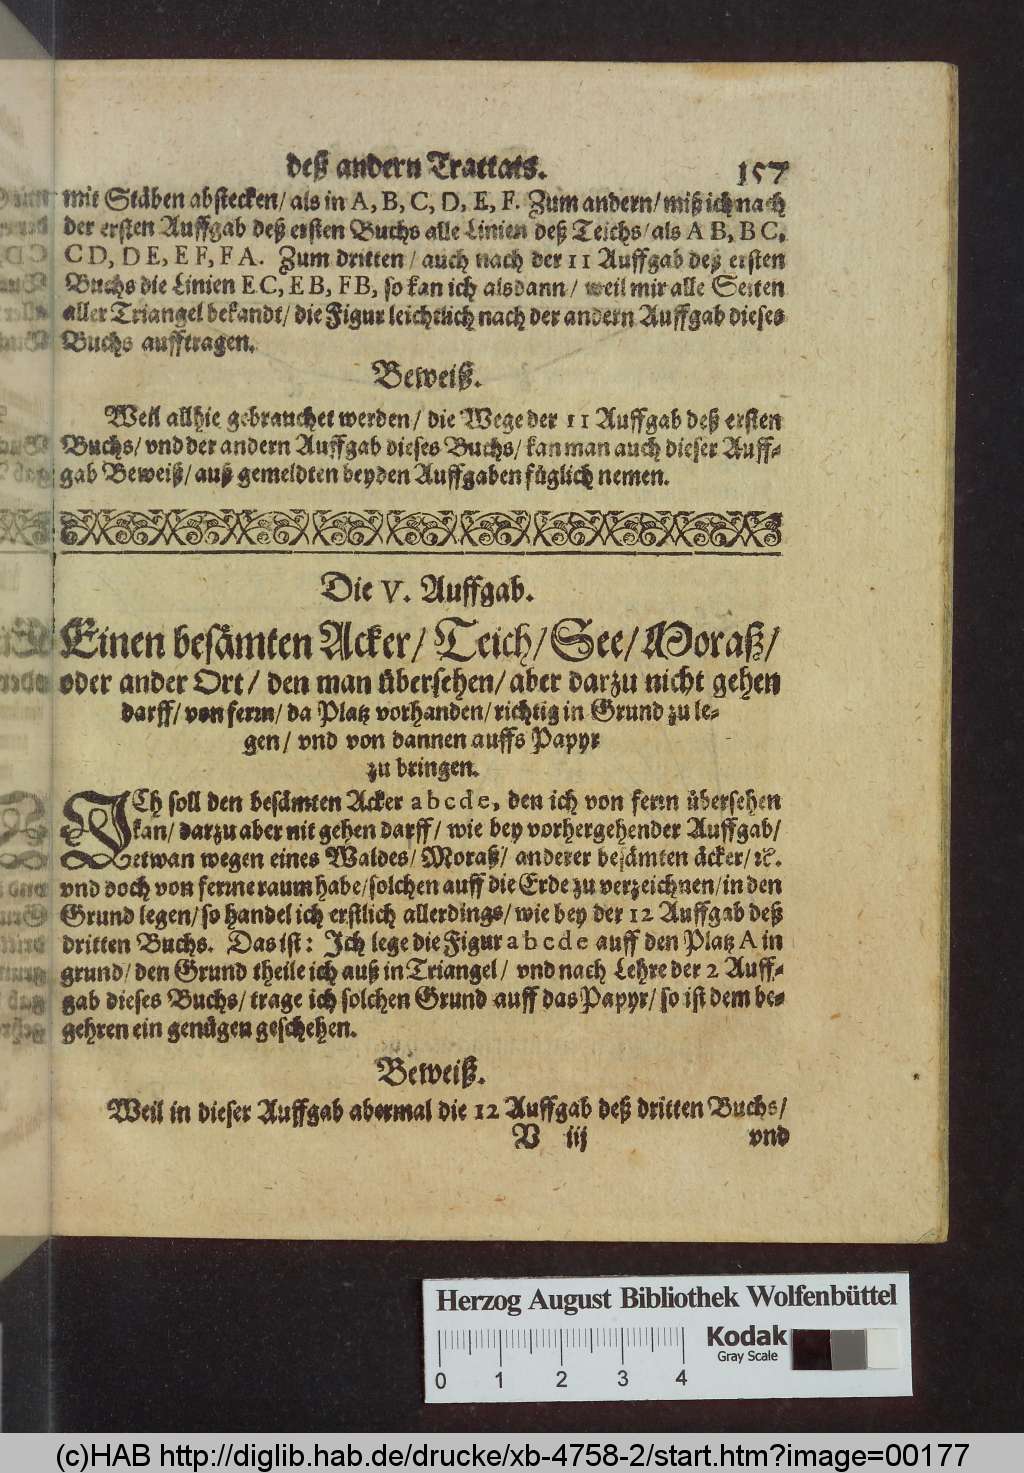 deß andern Tractats. 157
mit Stäben abstecken/ als in A, B, C, D, E, F. Zum andern/ miß ich nach
der ersten Auffgab deß ersten Buchs alle Linien deß Teichs/ als A B, B C,
C D, D E, E F, F A. Zum dritten/ auch nach der 11 Auffgab deß ersten
Buchs die Linien E C, E B, F B, so kan ich alsdann/ weil mir alle Seiten
aller Triangel bekandt/ die Figur leichtlich nach der andern Auffgab dieses
Buchs aufftragen.
Beweiß.
Weil allhie gebrauchet werden/ die Wege der 11 Auffgab deß ersten
Buchs/ vnd der andern Auffgab dieses Buchs/ kan man auch dieser Auff-
gab Beweiß/ auß gemeldten beyden Auffgaben füglich nemen.
Die V. Auffgab.
Einen besämten Acker/ Teich/ See/ Moraß/
oder ander Ort/ den man übersehen/ aber darzu nicht gehen
darff/ von ferrn/ da Platz vorhanden/ richtig in Grund zu le-
gen/ vnd von dannen auffs Papyr
zu bringen.
ICh soll den besämten Acker a b c d e, den ich von ferrn übersehen
kan/ darzu aber nit gehen darff/ wie bey vorhergehender Auffgab/
etwan wegen eines Waldes/ Moraß/ anderer besämten äcker/ ꝛc.
vnd doch von ferrne raum habe/ solchen auff die Erde zu verzeichnen/ in den
Grund legen/ so handel ich erstlich allerdings/ wie bey der 12 Auffgab deß
dritten Buchs. Das ist: Ich lege die Figur a b c d e auff den Platz A in
grund/ den Grund theile ich auß in Triangel/ vnd nach Lehre der 2 Auff-
gab dieses Buchs/ trage ich solchen Grund auff das Papyr/ so ist dem be-
gehren ein genügen geschehen.
Beweiß.
Weil in dieser Auffgab abermal die 12 Auffgab deß dritten Buchs/
V iij vnd
Herzog August Bibliothek Wolfenbüttel
Kodak
Gray Scale
0 1 2 3 4
(c)HAB http://diglib.hab.de/drucke/xb-4758-2/start.htm?image=00177